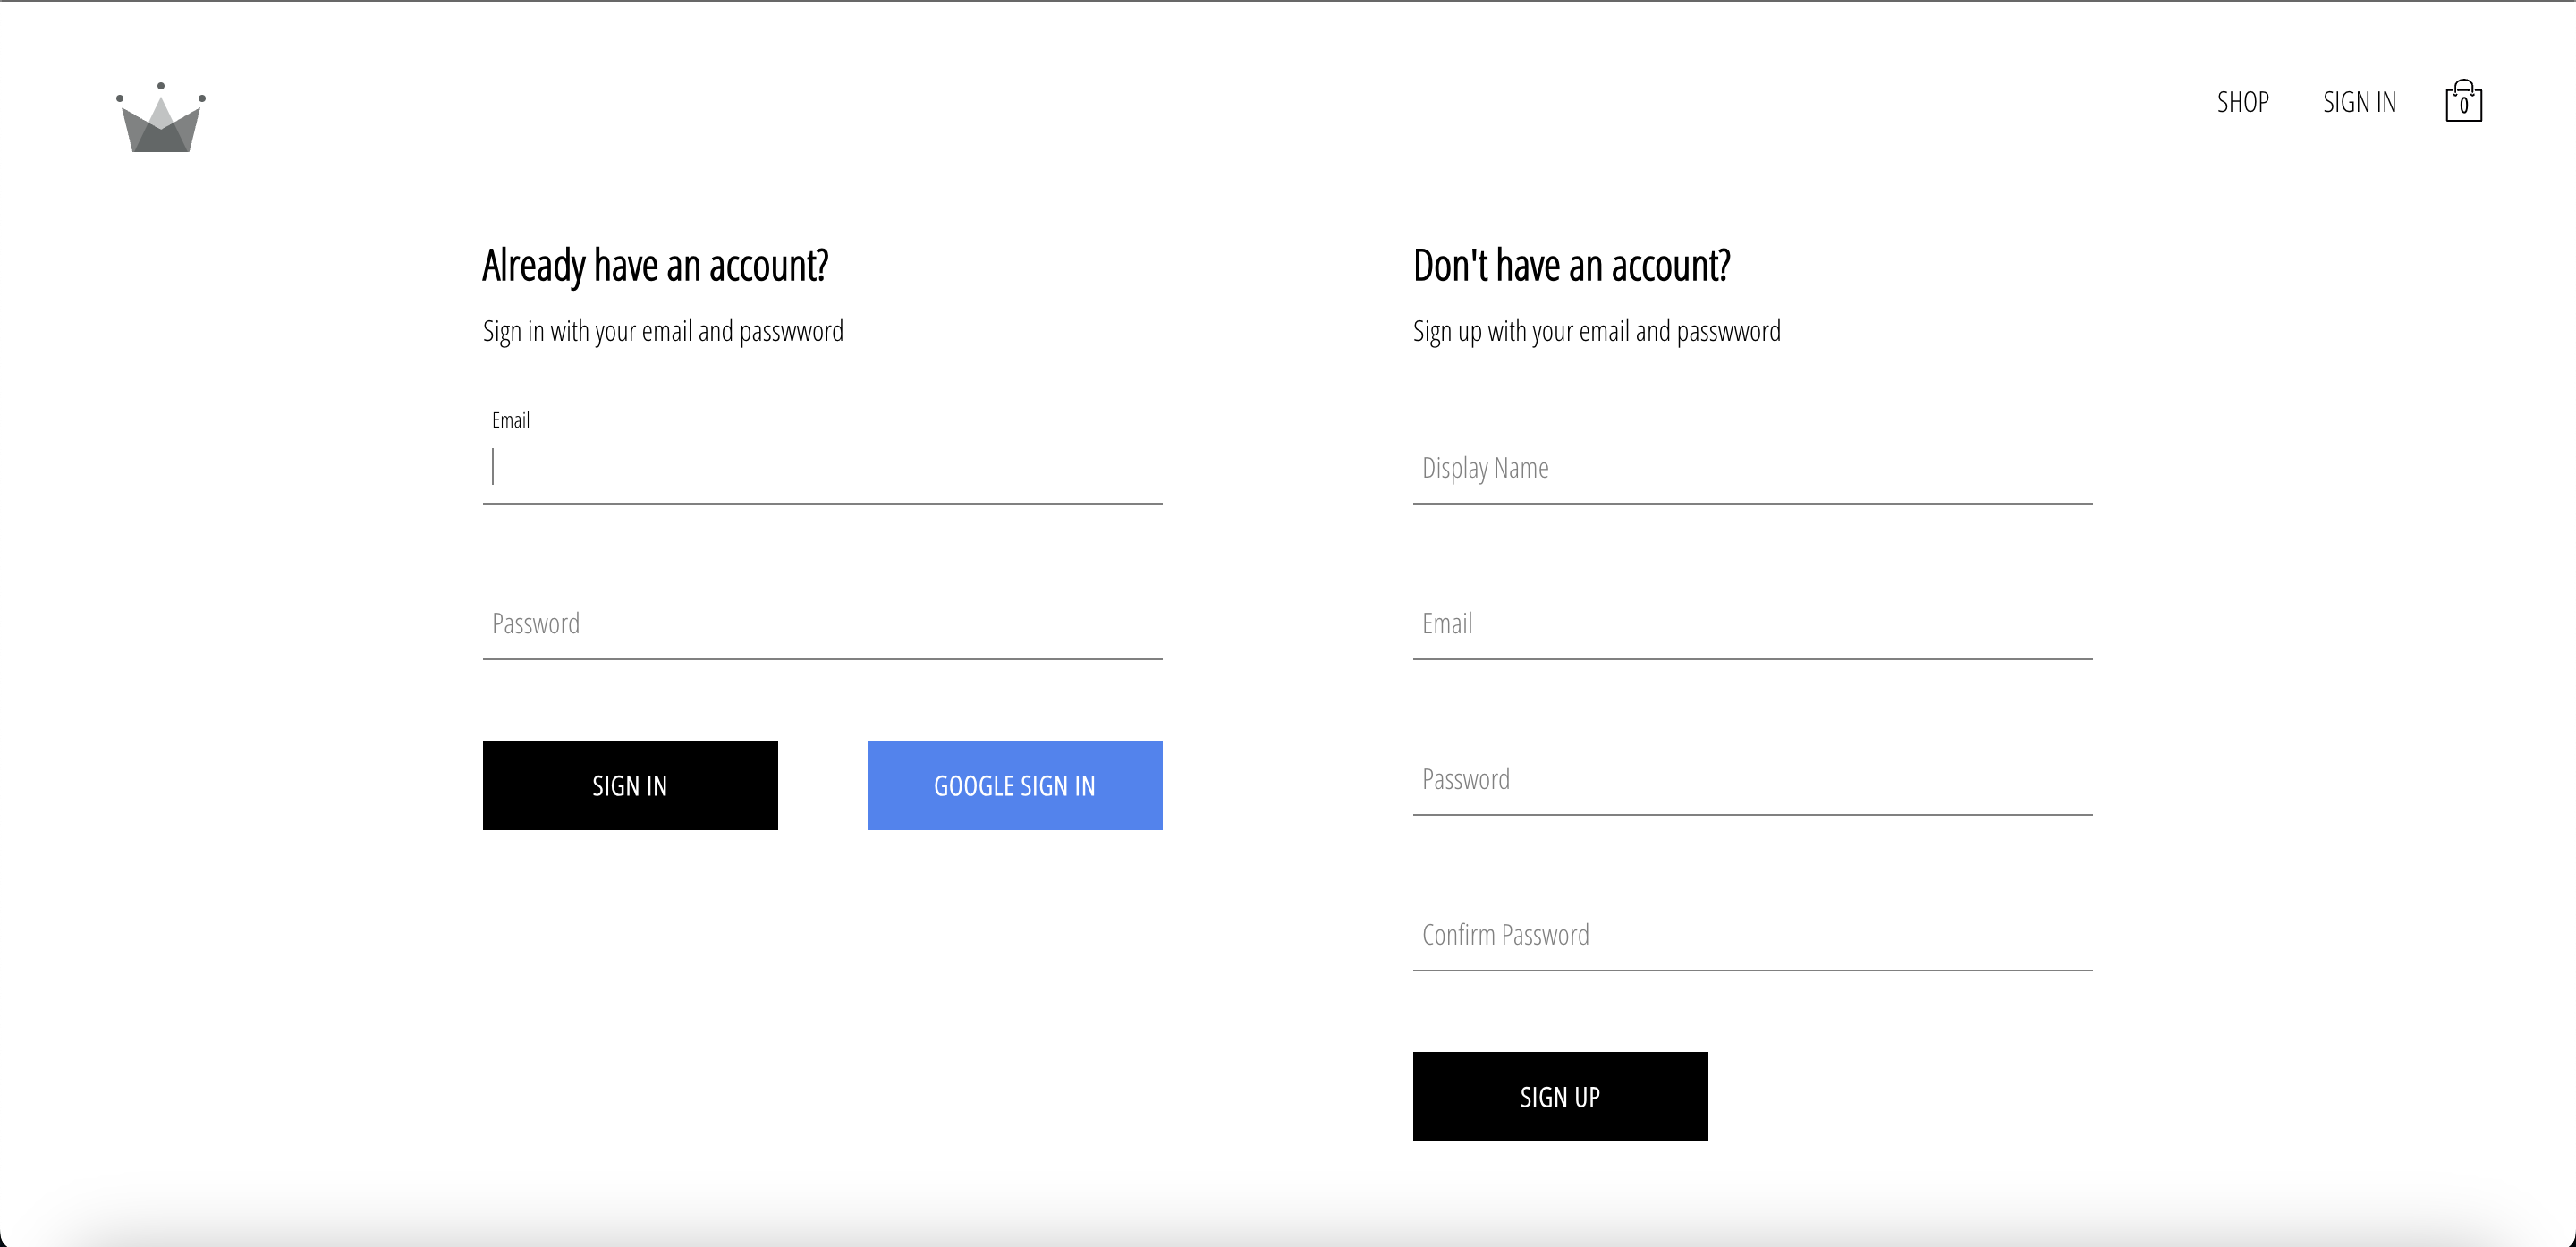 SHOP
SIGN IN
0
Already have an account?
Sign in with your email and passwword
Email
Password
SIGN IN
GOOGLE SIGN IN
Don't have an account?
Sign up with your email and passwword
Display Name
Email
Password
Confirm Password
SIGN UP